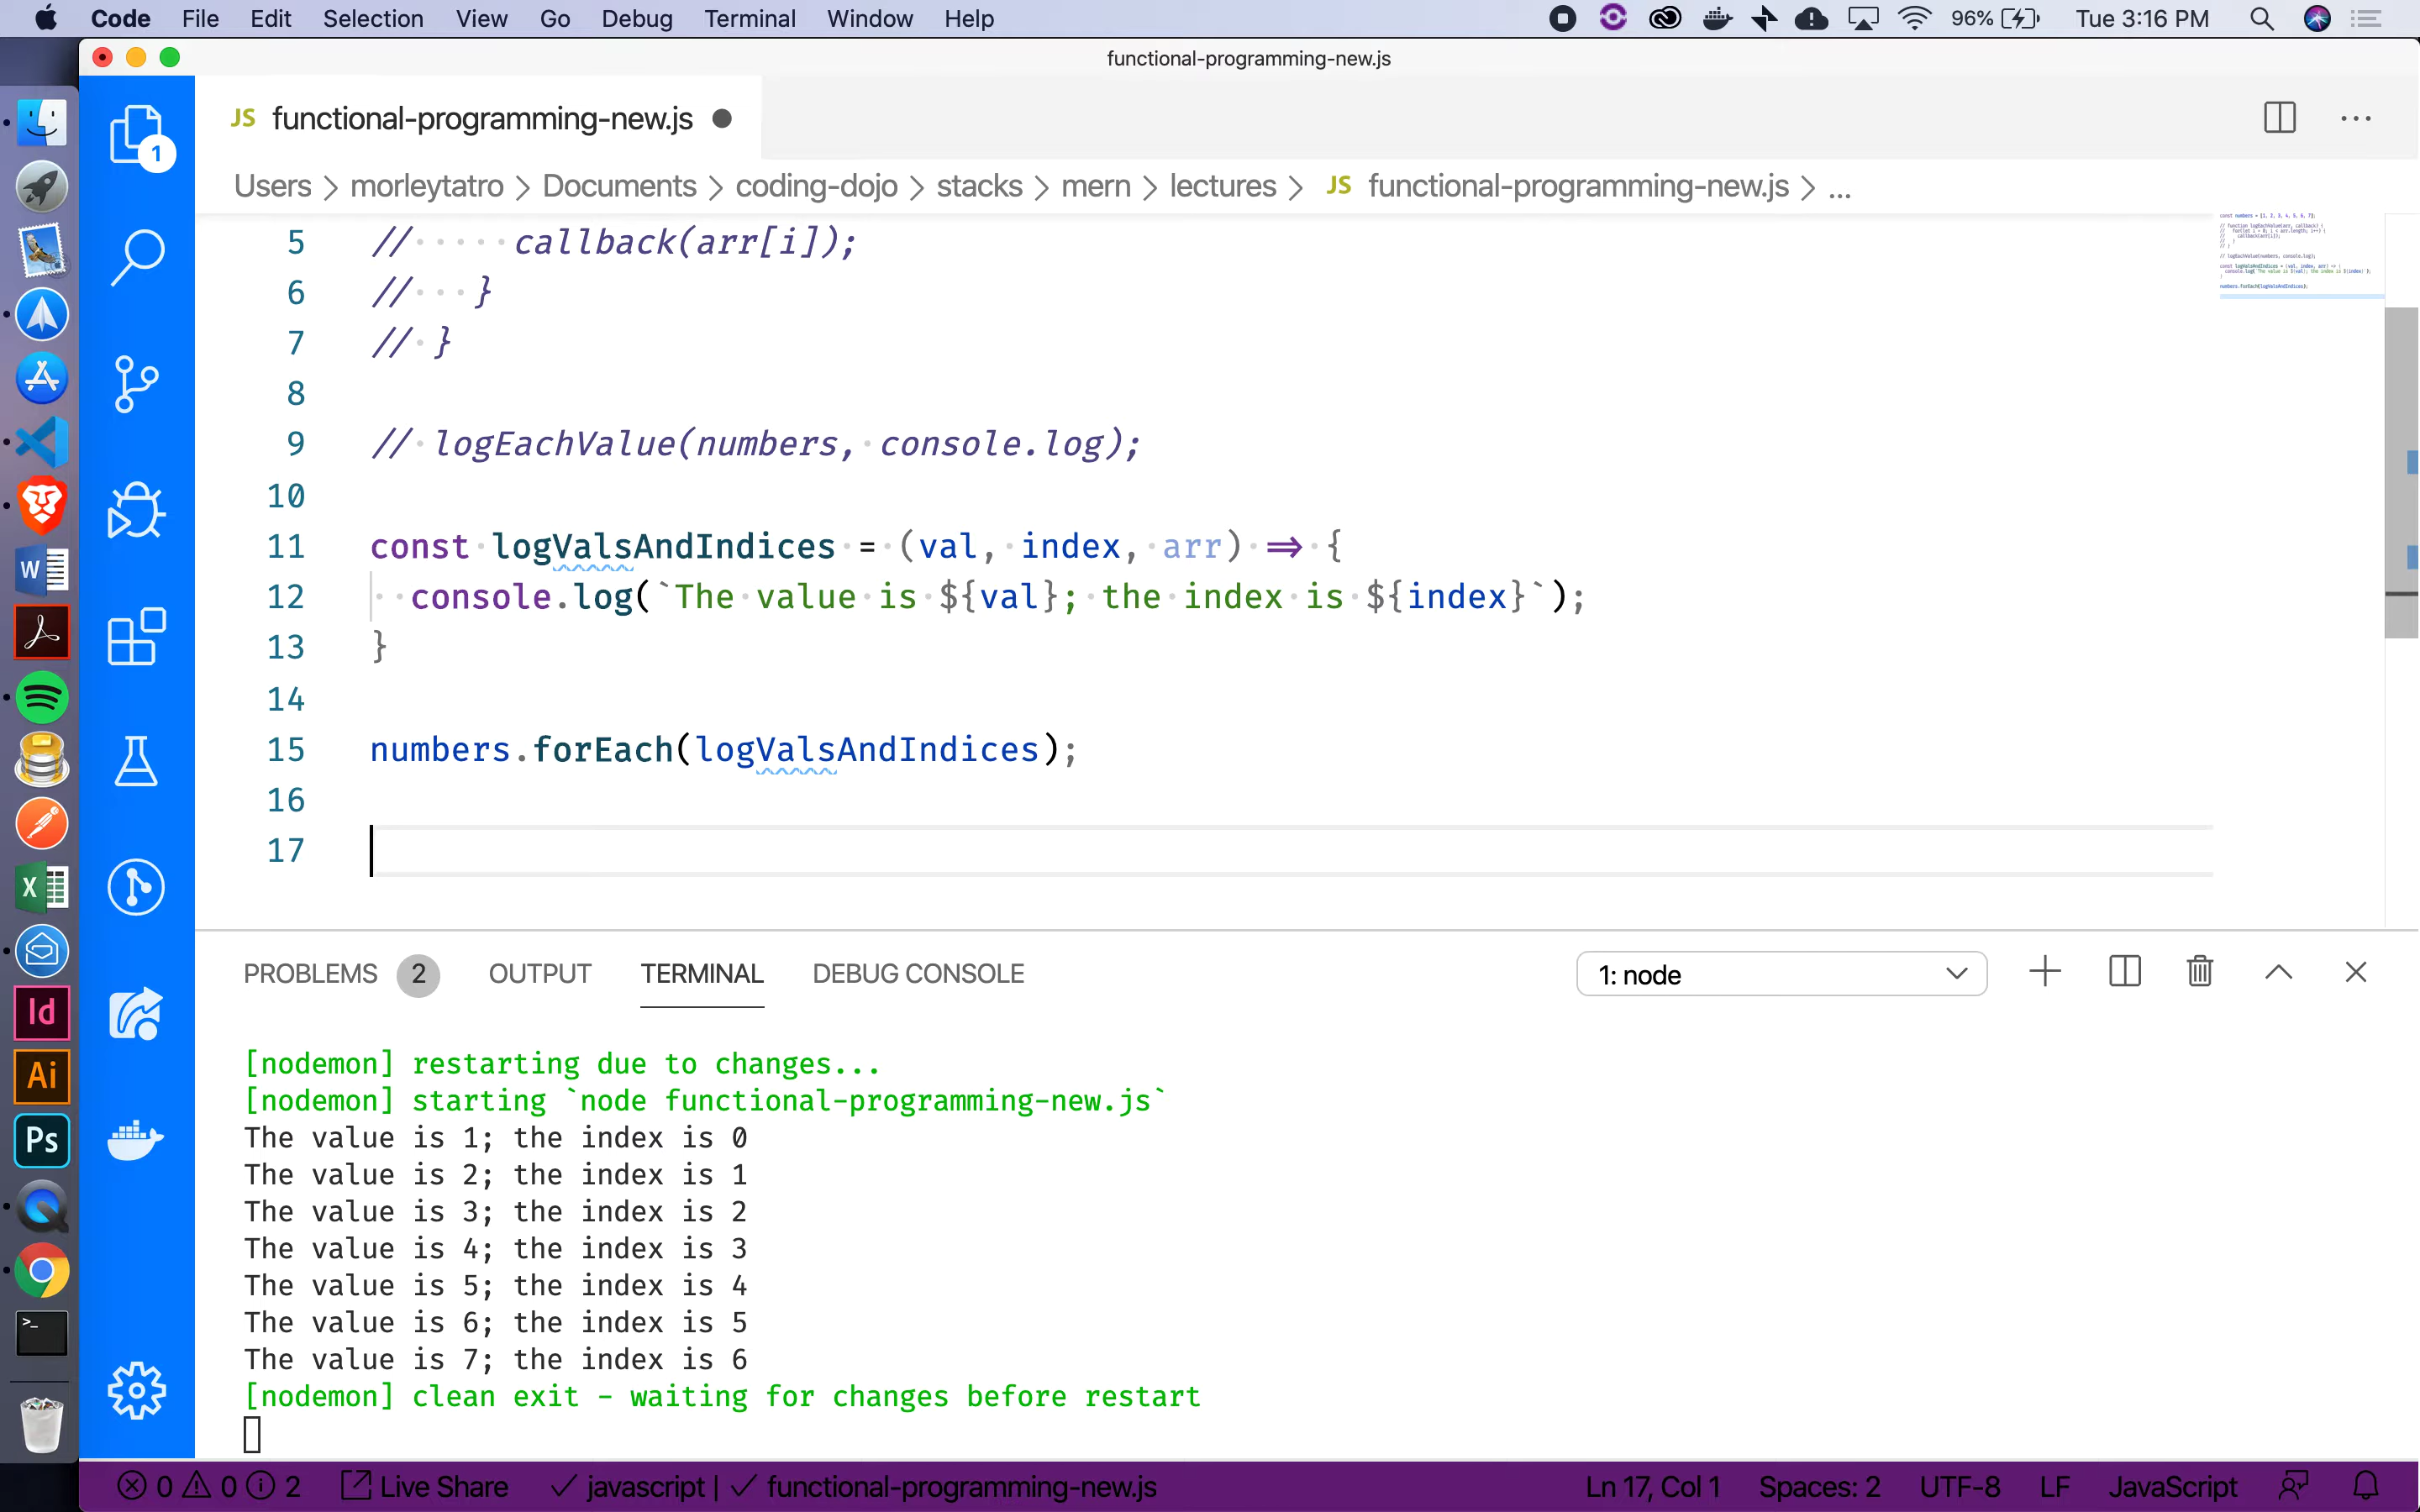 Code File Edit Selection View Go Debug Terminal Window Help 96% Tue 3:16 PM
functional-programming-new.js
JS functional-programming-new.js
1
Users > morleytatro > Documents > coding-dojo > stacks > mern > lectures > JS functional-programming-new.js > ...
5 //     callback(arr[i]);
6 //   }
7 // }
8
9 // logEachValue(numbers, console.log);
10
11 const logValsAndIndices = (val, index, arr) => {
12   console.log(`The value is ${val}; the index is ${index}`);
13 }
14
15 numbers.forEach(logValsAndIndices);
16
17
PROBLEMS 2 OUTPUT TERMINAL DEBUG CONSOLE 1: node
[nodemon] restarting due to changes...
[nodemon] starting `node functional-programming-new.js`
The value is 1; the index is 0
The value is 2; the index is 1
The value is 3; the index is 2
The value is 4; the index is 3
The value is 5; the index is 4
The value is 6; the index is 5
The value is 7; the index is 6
[nodemon] clean exit - waiting for changes before restart
0 0 2 Live Share javascript | functional-programming-new.js Ln 17, Col 1 Spaces: 2 UTF-8 LF JavaScript
W
X
Id
Ai
Ps
>_